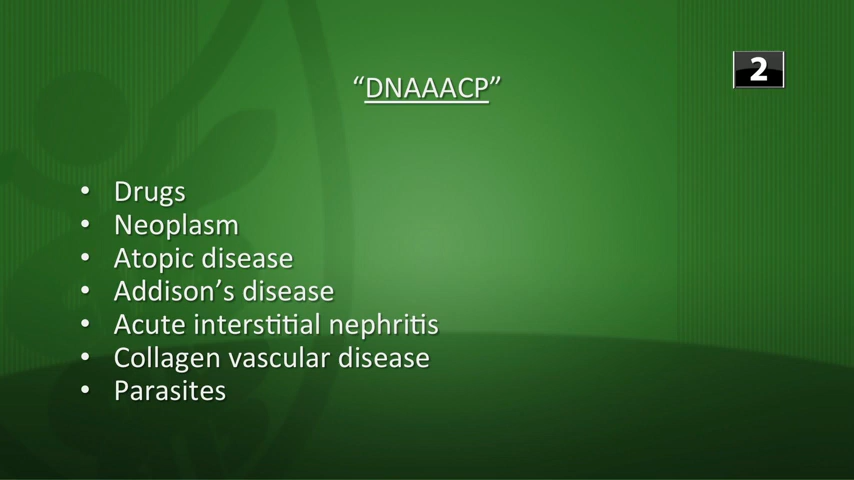 “DNAAACP”
2
• Drugs
• Neoplasm
• Atopic disease
• Addison’s disease
• Acute interstitial nephritis
• Collagen vascular disease
• Parasites